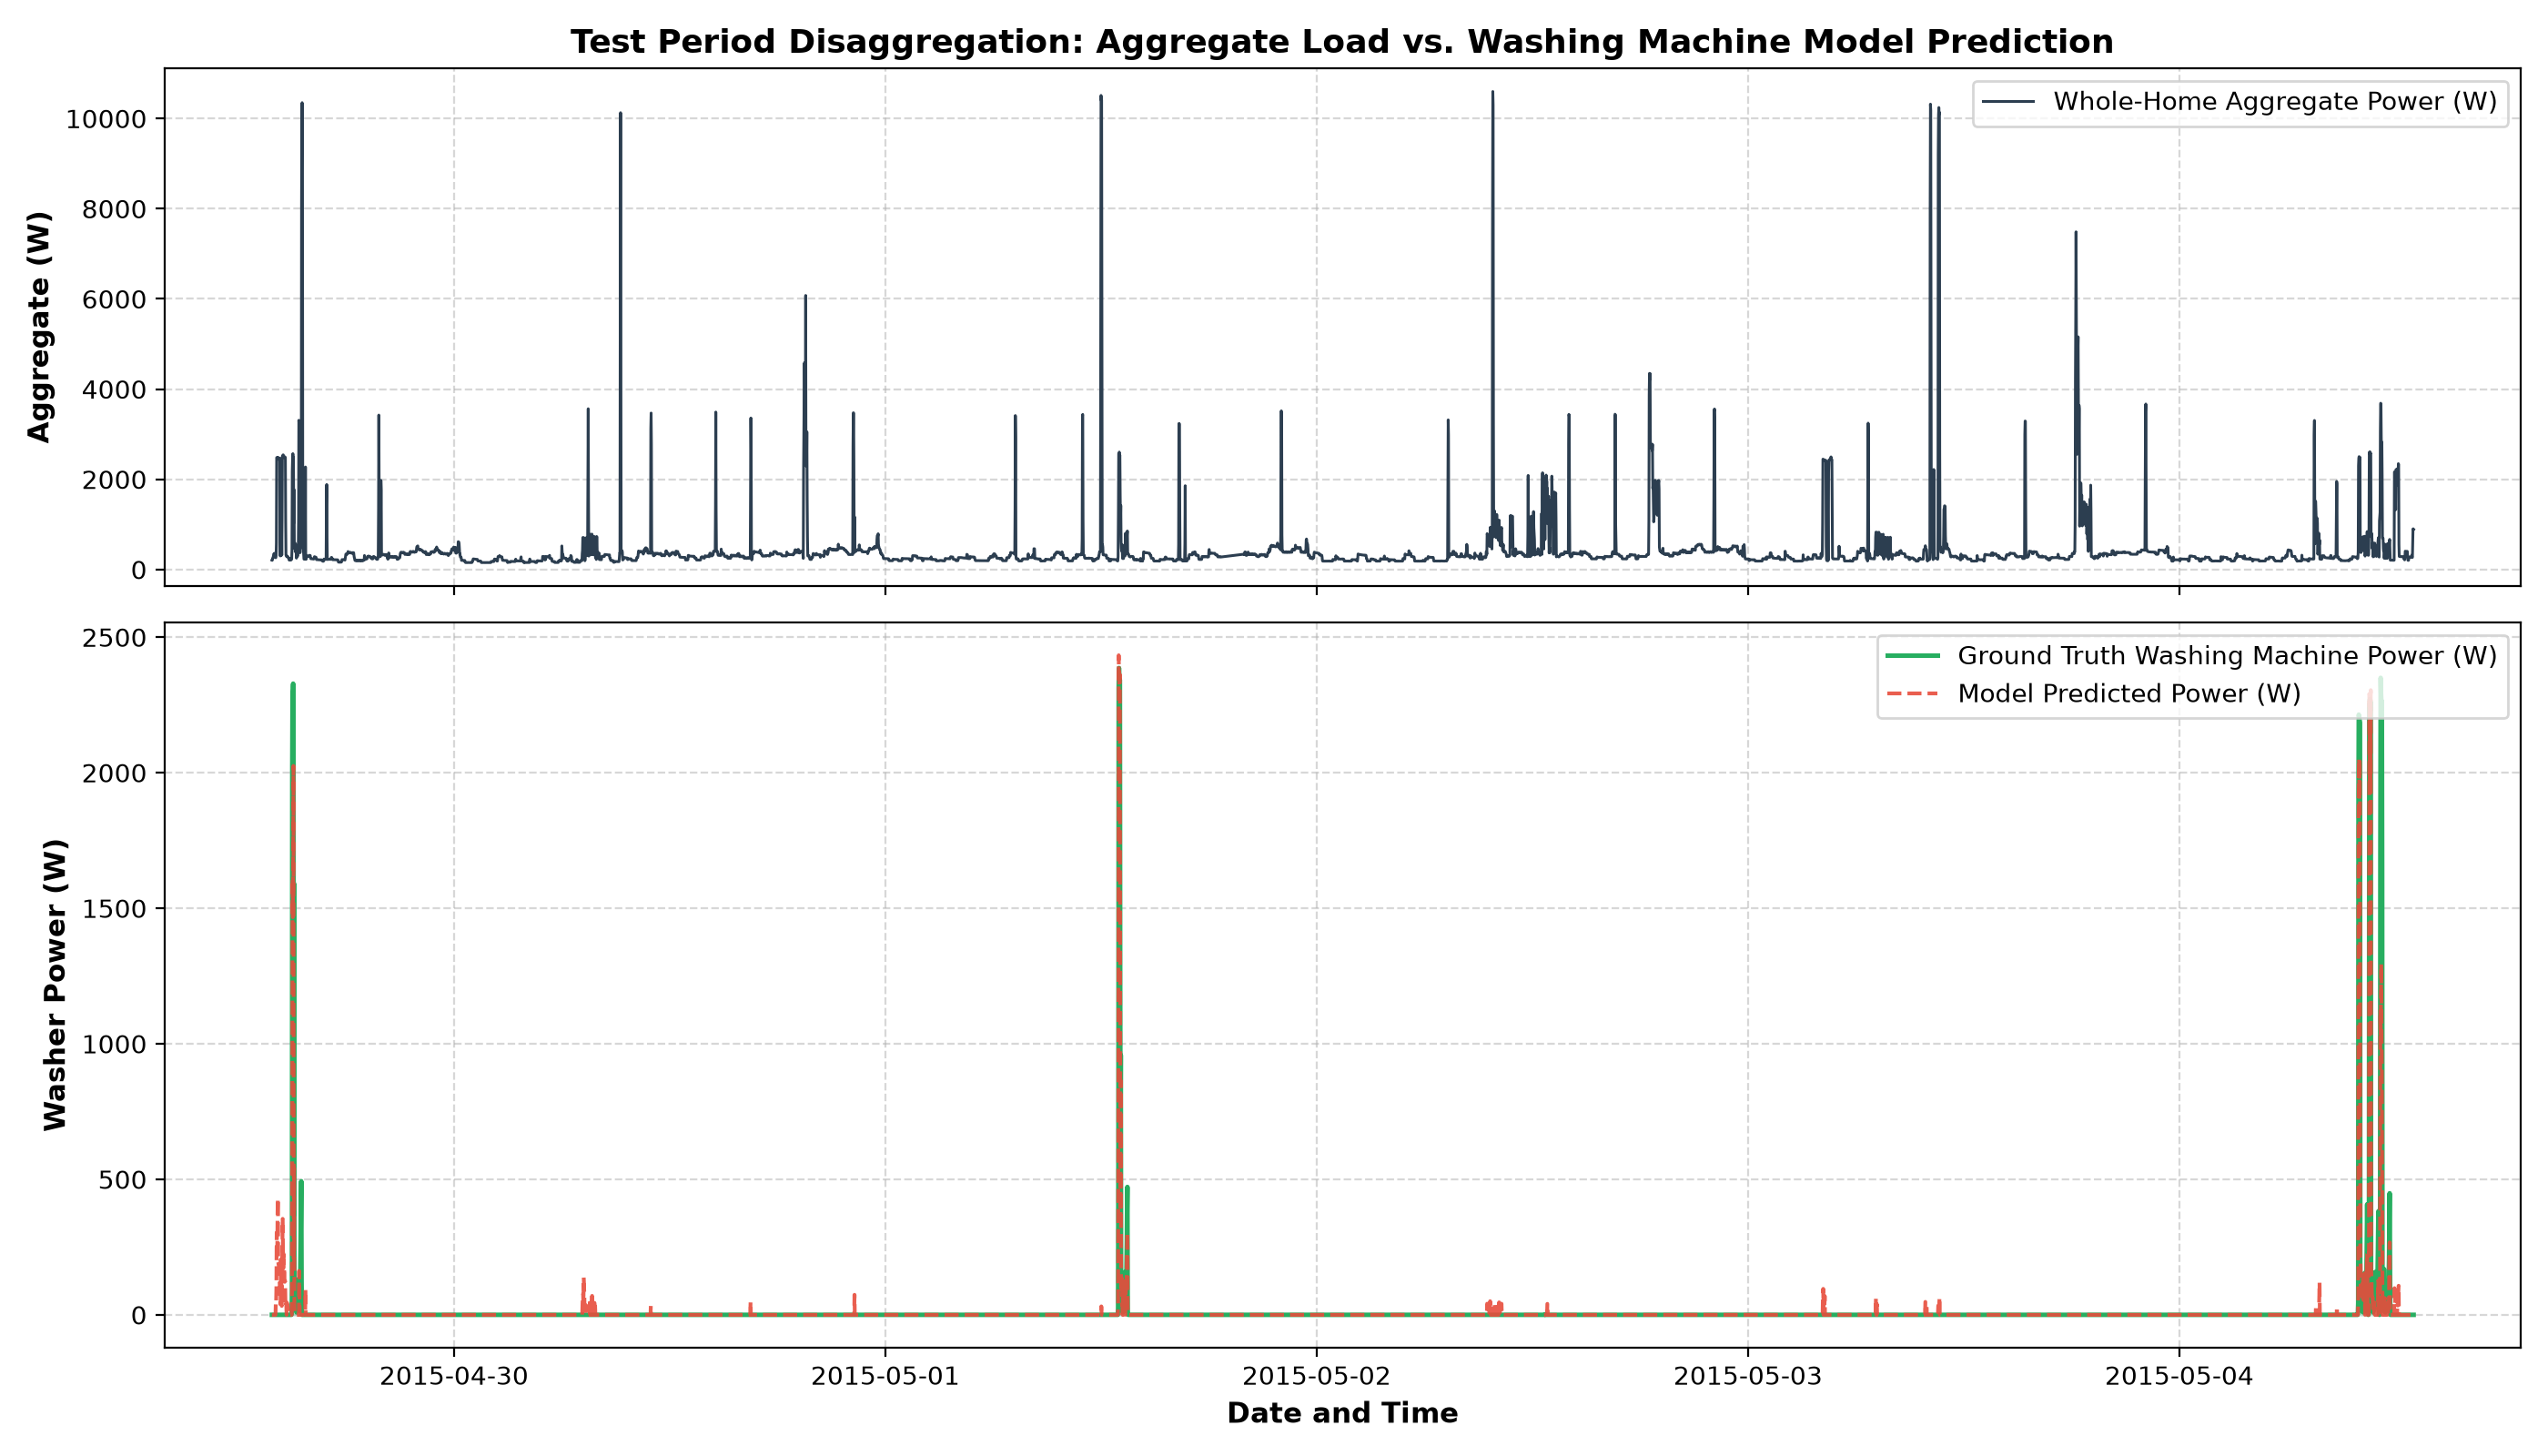 Test Period Disaggregation: Aggregate Load vs. Washing Machine Model Prediction
Aggregate (W)
10000
8000
6000
4000
2000
0
Whole-Home Aggregate Power (W)
Washer Power (W)
2500
2000
1500
1000
500
0
Ground Truth Washing Machine Power (W)
Model Predicted Power (W)
2015-04-30
2015-05-01
2015-05-02
2015-05-03
2015-05-04
Date and Time